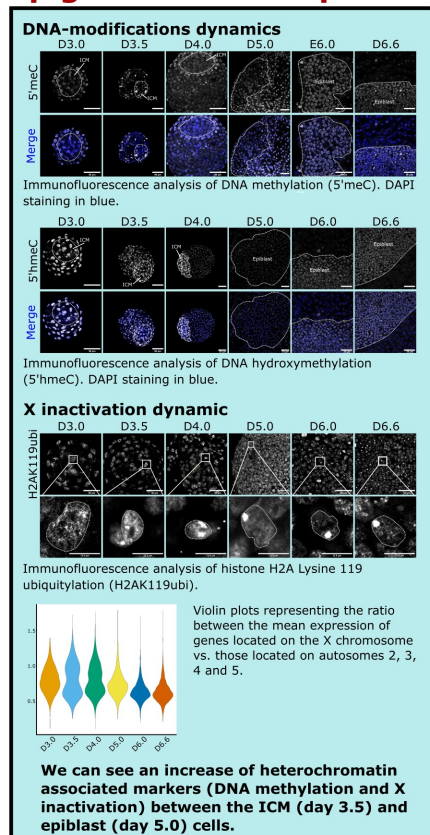 DNA-modifications dynamics
D3.0 D3.5 D4.0 D5.0 E6.0 D6.6
5'meC
ICM
ICM
ICM
Epiblast
Epiblast
Merge
Immunofluorescence analysis of DNA methylation (5'meC). DAPI
staining in blue.
D3.0 D3.5 D4.0 D5.0 D6.0 D6.6
5'hmeC
ICM
ICM
ICM
Epiblast
Epiblast
Epiblast
Merge
Immunofluorescence analysis of DNA hydroxymethylation
(5'hmeC). DAPI staining in blue.
X inactivation dynamic
D3.0 D3.5 D4.0 D5.0 D6.0 D6.6
H2AK119ubi
Immunofluorescence analysis of histone H2A Lysine 119
ubiquitylation (H2AK119ubi).
1.5
1.0
0.5
D3.0 D3.5 D4.0 D5.0 D6.0 D6.6
Violin plots representing the ratio
between the mean expression of
genes located on the X chromosome
vs. those located on autosomes 2, 3,
4 and 5.
We can see an increase of heterochromatin
associated markers (DNA methylation and X
inactivation) between the ICM (day 3.5) and
epiblast (day 5.0) cells.